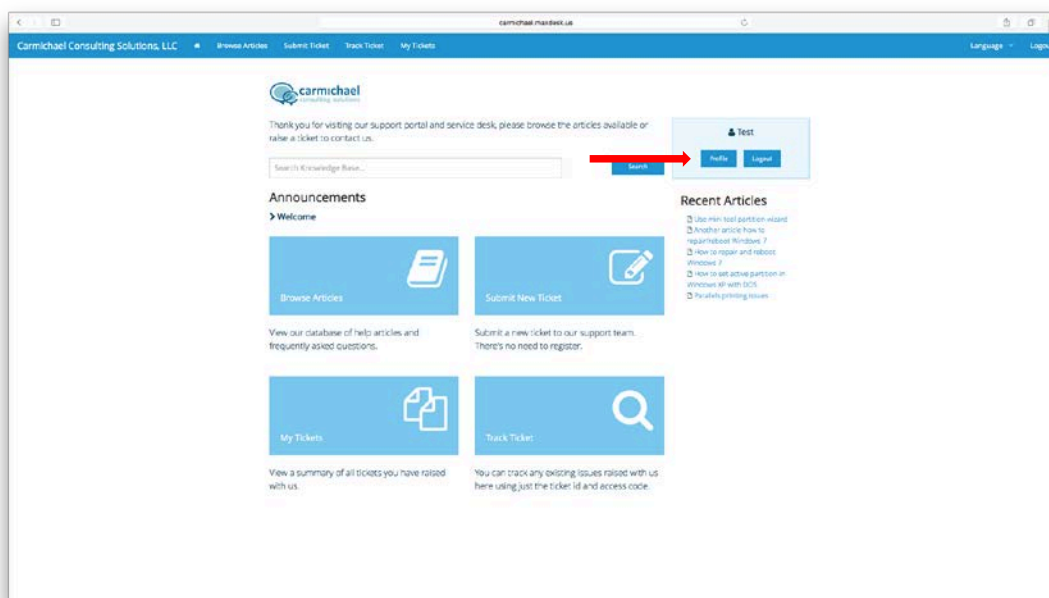 carmichael.maxdesk.us
Carmichael Consulting Solutions, LLC Browse Articles Submit Ticket Track Ticket My Tickets Language Logou
carmichael
consulting solutions
Thank you for visiting our support portal and service desk, please browse the articles available or
raise a ticket to contact us.
Search Knowledge Base...
Search
Test
Profile Logout
Announcements
Welcome
Browse Articles
View our database of help articles and
frequently asked questions.
Submit New Ticket
Submit a new ticket to our support team.
There's no need to register.
My Tickets
View a summary of all tickets you have raised
with us.
Track Ticket
You can track any existing issues raised with us
here using just the ticket id and access code.
Recent Articles
Use mini tool partition wizard
Another article how to
repair/reboot Windows 7
How to repair and reboot
Windows 7
How to set active partition in
Windows XP with DOS
Parallels printing issues